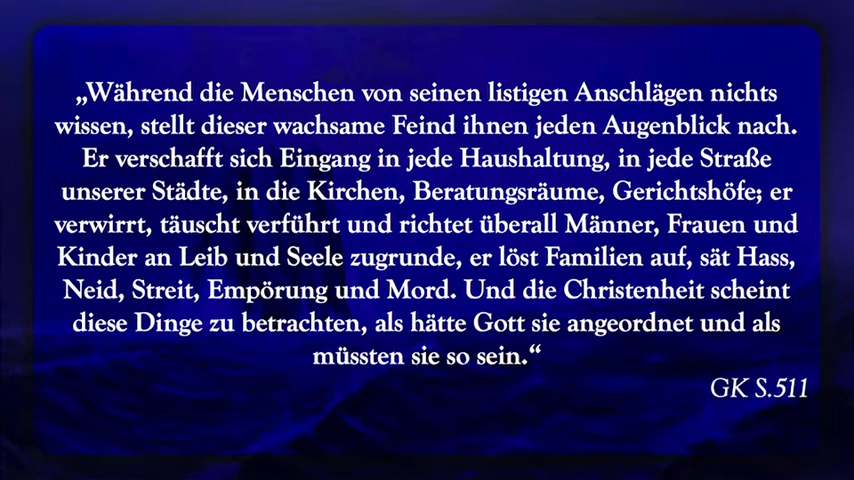 „Während die Menschen von seinen listigen Anschlägen nichts
wissen, stellt dieser wachsame Feind ihnen jeden Augenblick nach.
Er verschafft sich Eingang in jede Haushaltung, in jede Straße
unserer Städte, in die Kirchen, Beratungsräume, Gerichtshöfe; er
verwirrt, täuscht verführt und richtet überall Männer, Frauen und
Kinder an Leib und Seele zugrunde, er löst Familien auf, sät Hass,
Neid, Streit, Empörung und Mord. Und die Christenheit scheint
diese Dinge zu betrachten, als hätte Gott sie angeordnet und als
müssten sie so sein.“
GK S.511